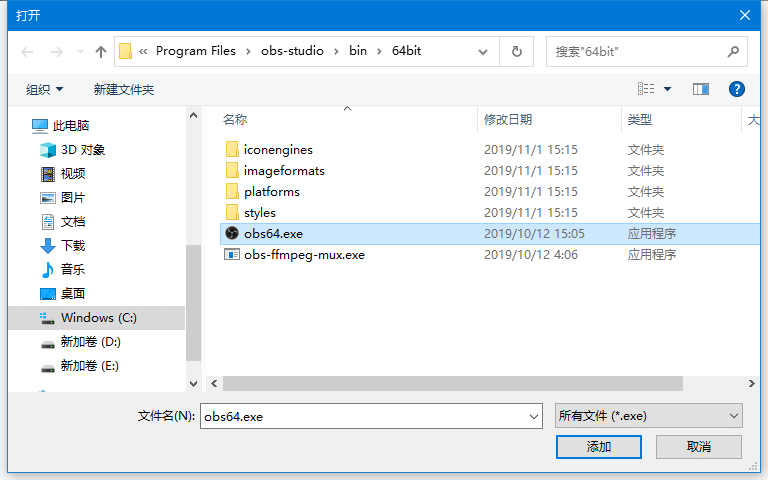 打开
« Program Files › obs-studio › bin › 64bit
搜索"64bit"
组织 新建文件夹
名称 修改日期 类型 大
此电脑
3D 对象
视频
图片
文档
下载
音乐
桌面
Windows (C:)
新加卷 (D:)
新加卷 (E:)
iconengines 2019/11/1 15:15 文件夹
imageformats 2019/11/1 15:15 文件夹
platforms 2019/11/1 15:15 文件夹
styles 2019/11/1 15:15 文件夹
obs64.exe 2019/10/12 15:05 应用程序
obs-ffmpeg-mux.exe 2019/10/12 4:06 应用程序
文件名(N): obs64.exe 所有文件 (*.exe)
添加 取消